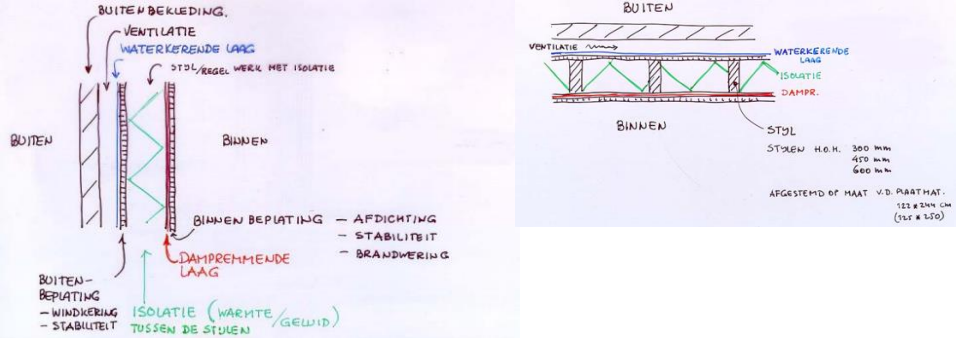 BUITENBEKLEDING.
VENTILATIE
WATERKERENDE LAAG
STIJL/REGEL WERK MET ISOLATIE
BUITEN
BINNEN
BINNEN BEPLATING — AFDICHTING
— STABILITEIT
— BRANDWERING
DAMPREMMENDE
LAAG
BUITEN-
BEPLATING
— WINDKERING
— STABILITEIT
ISOLATIE (WARMTE/GELUID)
TUSSEN DE STIJLEN
BUITEN
VENTILATIE
WATERKERENDE
LAAG
ISOLATIE
DAMPR.
BINNEN
STIJL
STIJLEN H.O.H. 300 mm
450 mm
600 mm
AFGESTEMD OP MAAT V.D. PLAATMAT.
122 x 244 CM
(125 x 250)